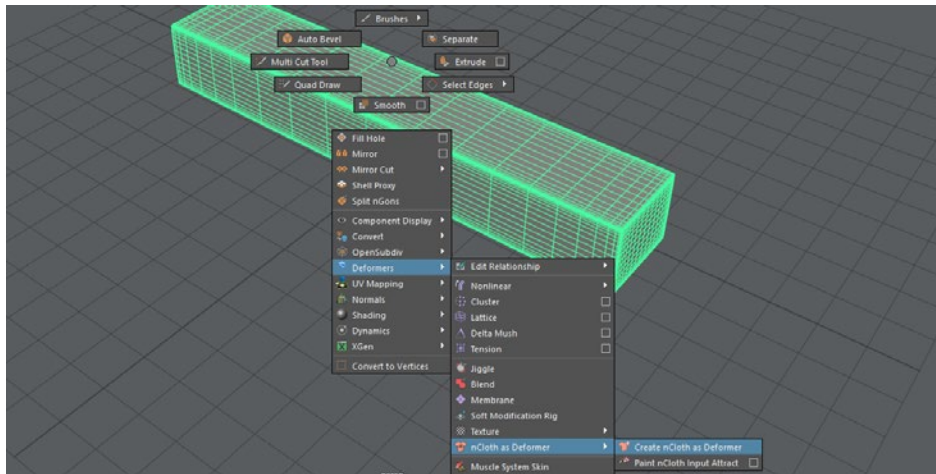 Brushes
Auto Bevel
Separate
Multi Cut Tool
Extrude
Quad Draw
Select Edges
Smooth
Fill Hole
Mirror
Mirror Cut
Shell Proxy
Split nGons
Component Display
Convert
OpenSubdiv
Deformers
UV Mapping
Normals
Shading
Dynamics
XGen
Convert to Vertices
Edit Relationship
Nonlinear
Cluster
Lattice
Delta Mush
Tension
Jiggle
Blend
Membrane
Soft Modification Rig
Texture
nCloth as Deformer
Muscle System Skin
Create nCloth as Deformer
Paint nCloth Input Attract